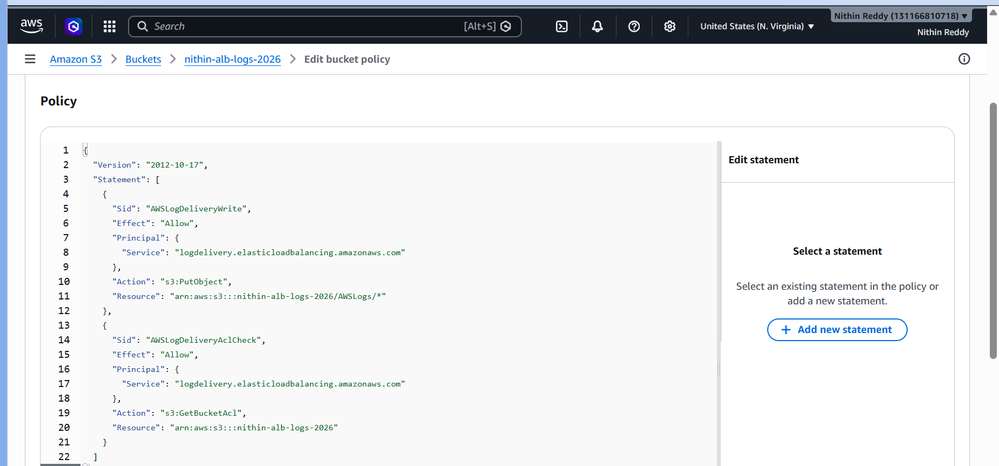 aws
Search
[Alt+S]
United States (N. Virginia) ▼
Nithin Reddy (131166810718) ▼
Nithin Reddy
Amazon S3 > Buckets > nithin-alb-logs-2026 > Edit bucket policy
Policy
1 {
2 "Version": "2012-10-17",
3 "Statement": [
4 {
5 "Sid": "AWSLogDeliveryWrite",
6 "Effect": "Allow",
7 "Principal": {
8 "Service": "logdelivery.elasticloadbalancing.amazonaws.com"
9 },
10 "Action": "s3:PutObject",
11 "Resource": "arn:aws:s3:::nithin-alb-logs-2026/AWSLogs/*"
12 },
13 {
14 "Sid": "AWSLogDeliveryAclCheck",
15 "Effect": "Allow",
16 "Principal": {
17 "Service": "logdelivery.elasticloadbalancing.amazonaws.com"
18 },
19 "Action": "s3:GetBucketAcl",
20 "Resource": "arn:aws:s3:::nithin-alb-logs-2026"
21 }
22 ]
Edit statement
Select a statement
Select an existing statement in the policy or
add a new statement.
+ Add new statement